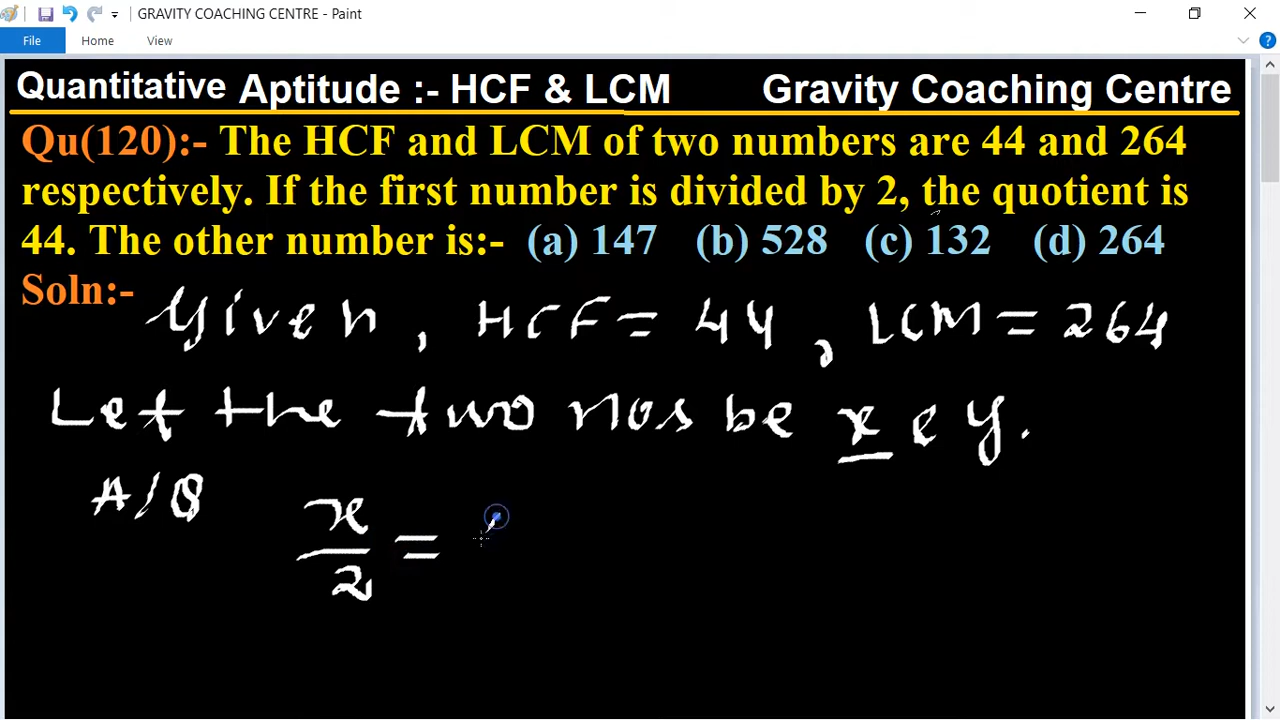 GRAVITY COACHING CENTRE - Paint
File Home View
Quantitative Aptitude :- HCF & LCM Gravity Coaching Centre
Qu(120):- The HCF and LCM of two numbers are 44 and 264
respectively. If the first number is divided by 2, the quotient is
44. The other number is:- (a) 147 (b) 528 (c) 132 (d) 264
Soln:- Given, HCF = 44, LCM = 264
Let the two nos be x & y.
A/Q x/2 =